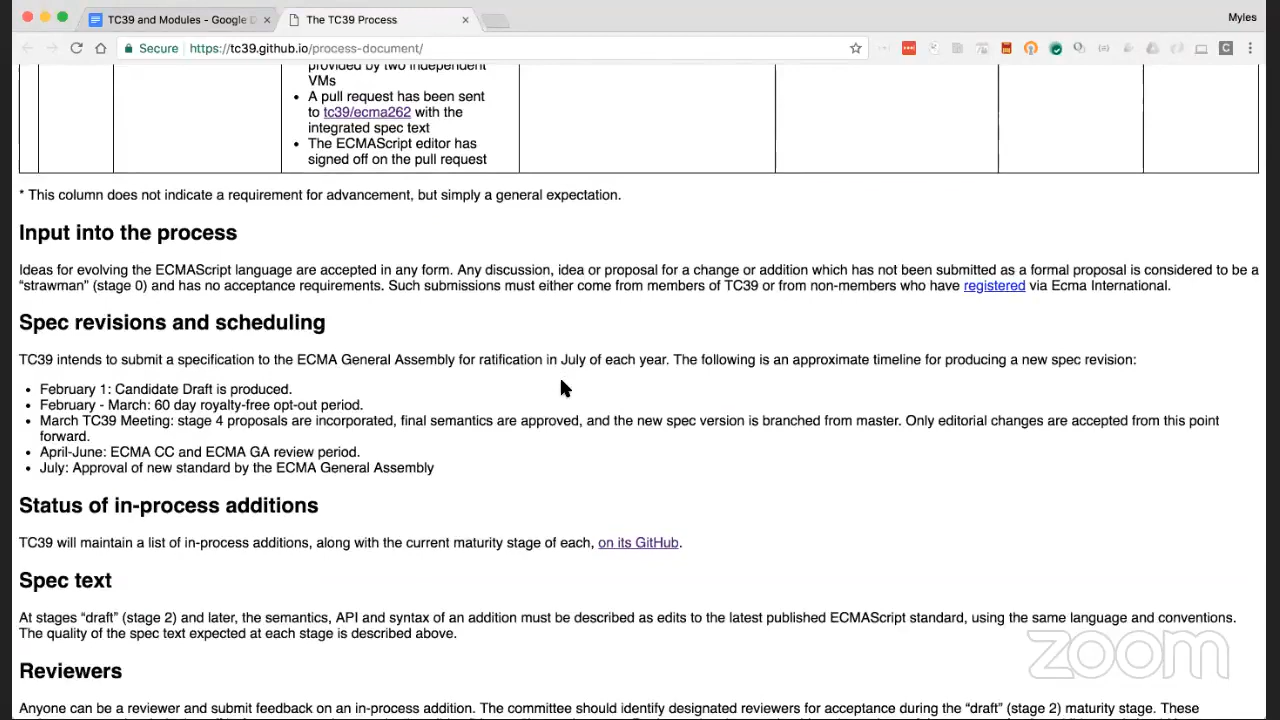 TC39 and Modules - Google D
The TC39 Process
Myles
Secure
https://tc39.github.io/process-document/
provided by two independent
VMs
• A pull request has been sent
to tc39/ecma262 with the
integrated spec text
• The ECMAScript editor has
signed off on the pull request
* This column does not indicate a requirement for advancement, but simply a general expectation.
Input into the process
Ideas for evolving the ECMAScript language are accepted in any form. Any discussion, idea or proposal for a change or addition which has not been submitted as a formal proposal is considered to be a
“strawman” (stage 0) and has no acceptance requirements. Such submissions must either come from members of TC39 or from non-members who have registered via Ecma International.
Spec revisions and scheduling
TC39 intends to submit a specification to the ECMA General Assembly for ratification in July of each year. The following is an approximate timeline for producing a new spec revision:
• February 1: Candidate Draft is produced.
• February - March: 60 day royalty-free opt-out period.
• March TC39 Meeting: stage 4 proposals are incorporated, final semantics are approved, and the new spec version is branched from master. Only editorial changes are accepted from this point
forward.
• April-June: ECMA CC and ECMA GA review period.
• July: Approval of new standard by the ECMA General Assembly
Status of in-process additions
TC39 will maintain a list of in-process additions, along with the current maturity stage of each, on its GitHub.
Spec text
At stages “draft” (stage 2) and later, the semantics, API and syntax of an addition must be described as edits to the latest published ECMAScript standard, using the same language and conventions.
The quality of the spec text expected at each stage is described above.
zoom
Reviewers
Anyone can be a reviewer and submit feedback on an in-process addition. The committee should identify designated reviewers for acceptance during the “draft” (stage 2) maturity stage. These